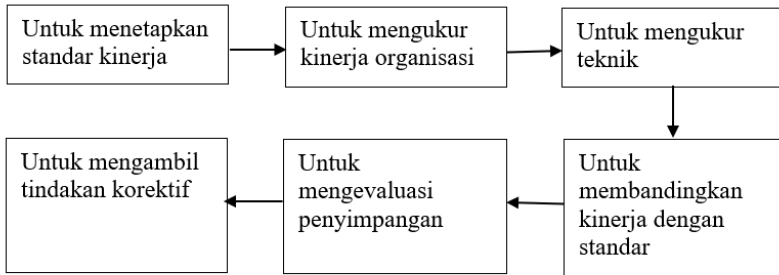 Untuk menetapkan
standar kinerja
Untuk mengukur
kinerja organisasi
Untuk mengukur
teknik
Untuk
membandingkan
kinerja dengan
standar
Untuk
mengevaluasi
penyimpangan
Untuk mengambil
tindakan korektif